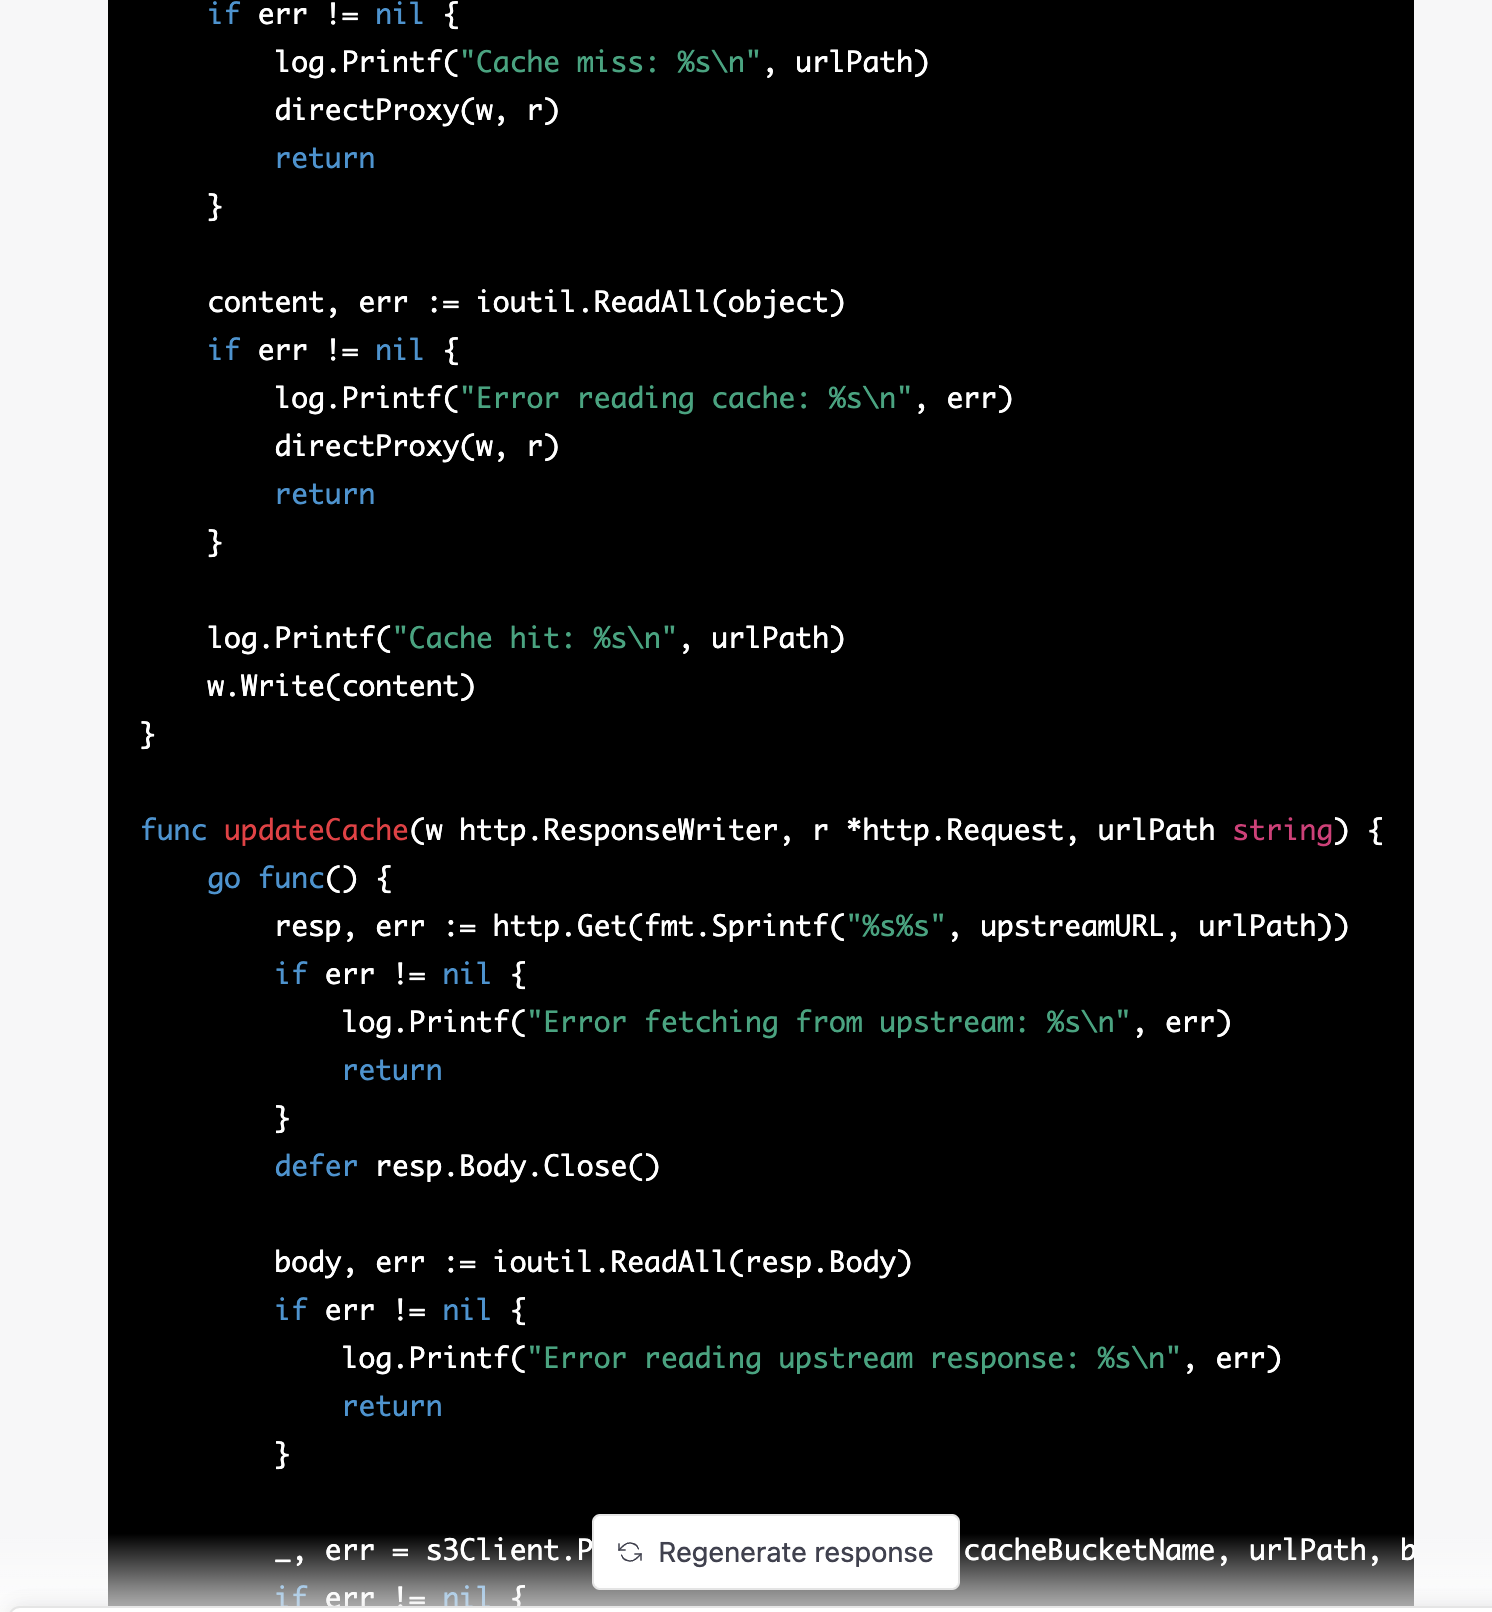 if err != nil {
log.Printf("Cache miss: %s\n", urlPath)
directProxy(w, r)
return
}
content, err := ioutil.ReadAll(object)
if err != nil {
log.Printf("Error reading cache: %s\n", err)
directProxy(w, r)
return
}
log.Printf("Cache hit: %s\n", urlPath)
w.Write(content)
}
func updateCache(w http.ResponseWriter, r *http.Request, urlPath string) {
go func() {
resp, err := http.Get(fmt.Sprintf("%s%s", upstreamURL, urlPath))
if err != nil {
log.Printf("Error fetching from upstream: %s\n", err)
return
}
defer resp.Body.Close()
body, err := ioutil.ReadAll(resp.Body)
if err != nil {
log.Printf("Error reading upstream response: %s\n", err)
return
}
_, err = s3Client.P Regenerate response cacheBucketName, urlPath, b
if err != nil {